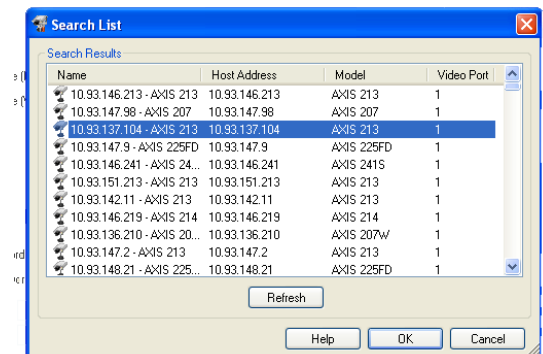 Search List
Search Results
Name Host Address Model Video Port
10.93.146.213 - AXIS 213 10.93.146.213 AXIS 213 1
10.93.147.98 - AXIS 207 10.93.147.98 AXIS 207 1
10.93.137.104 - AXIS 213 10.93.137.104 AXIS 213 1
10.93.147.9 - AXIS 225FD 10.93.147.9 AXIS 225FD 1
10.93.146.241 - AXIS 24... 10.93.146.241 AXIS 241S 1
10.93.151.213 - AXIS 213 10.93.151.213 AXIS 213 1
10.93.142.11 - AXIS 213 10.93.142.11 AXIS 213 1
10.93.146.219 - AXIS 214 10.93.146.219 AXIS 214 1
10.93.136.210 - AXIS 20... 10.93.136.210 AXIS 207W 1
10.93.147.2 - AXIS 213 10.93.147.2 AXIS 213 1
10.93.148.21 - AXIS 225... 10.93.148.21 AXIS 225FD 1
Refresh
Help OK Cancel